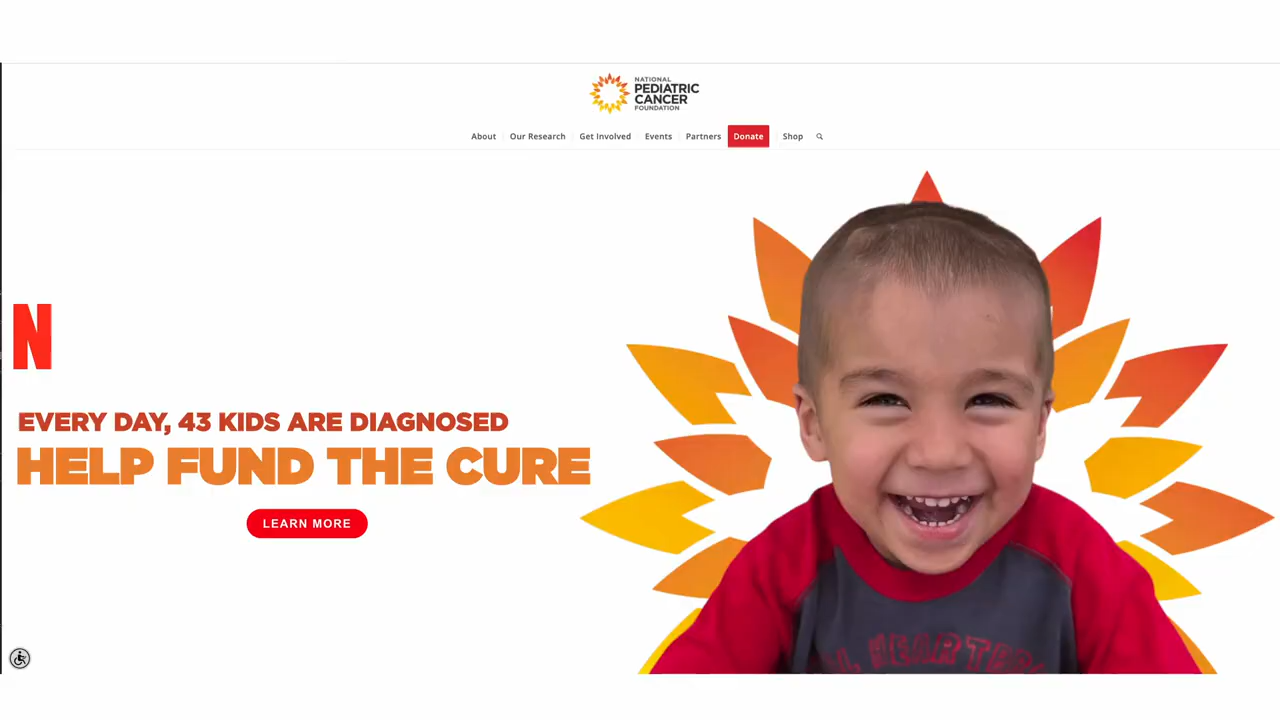 NATIONAL
PEDIATRIC
CANCER
FOUNDATION
About Our Research Get Involved Events Partners Donate Shop
N
EVERY DAY, 43 KIDS ARE DIAGNOSED
HELP FUND THE CURE
LEARN MORE